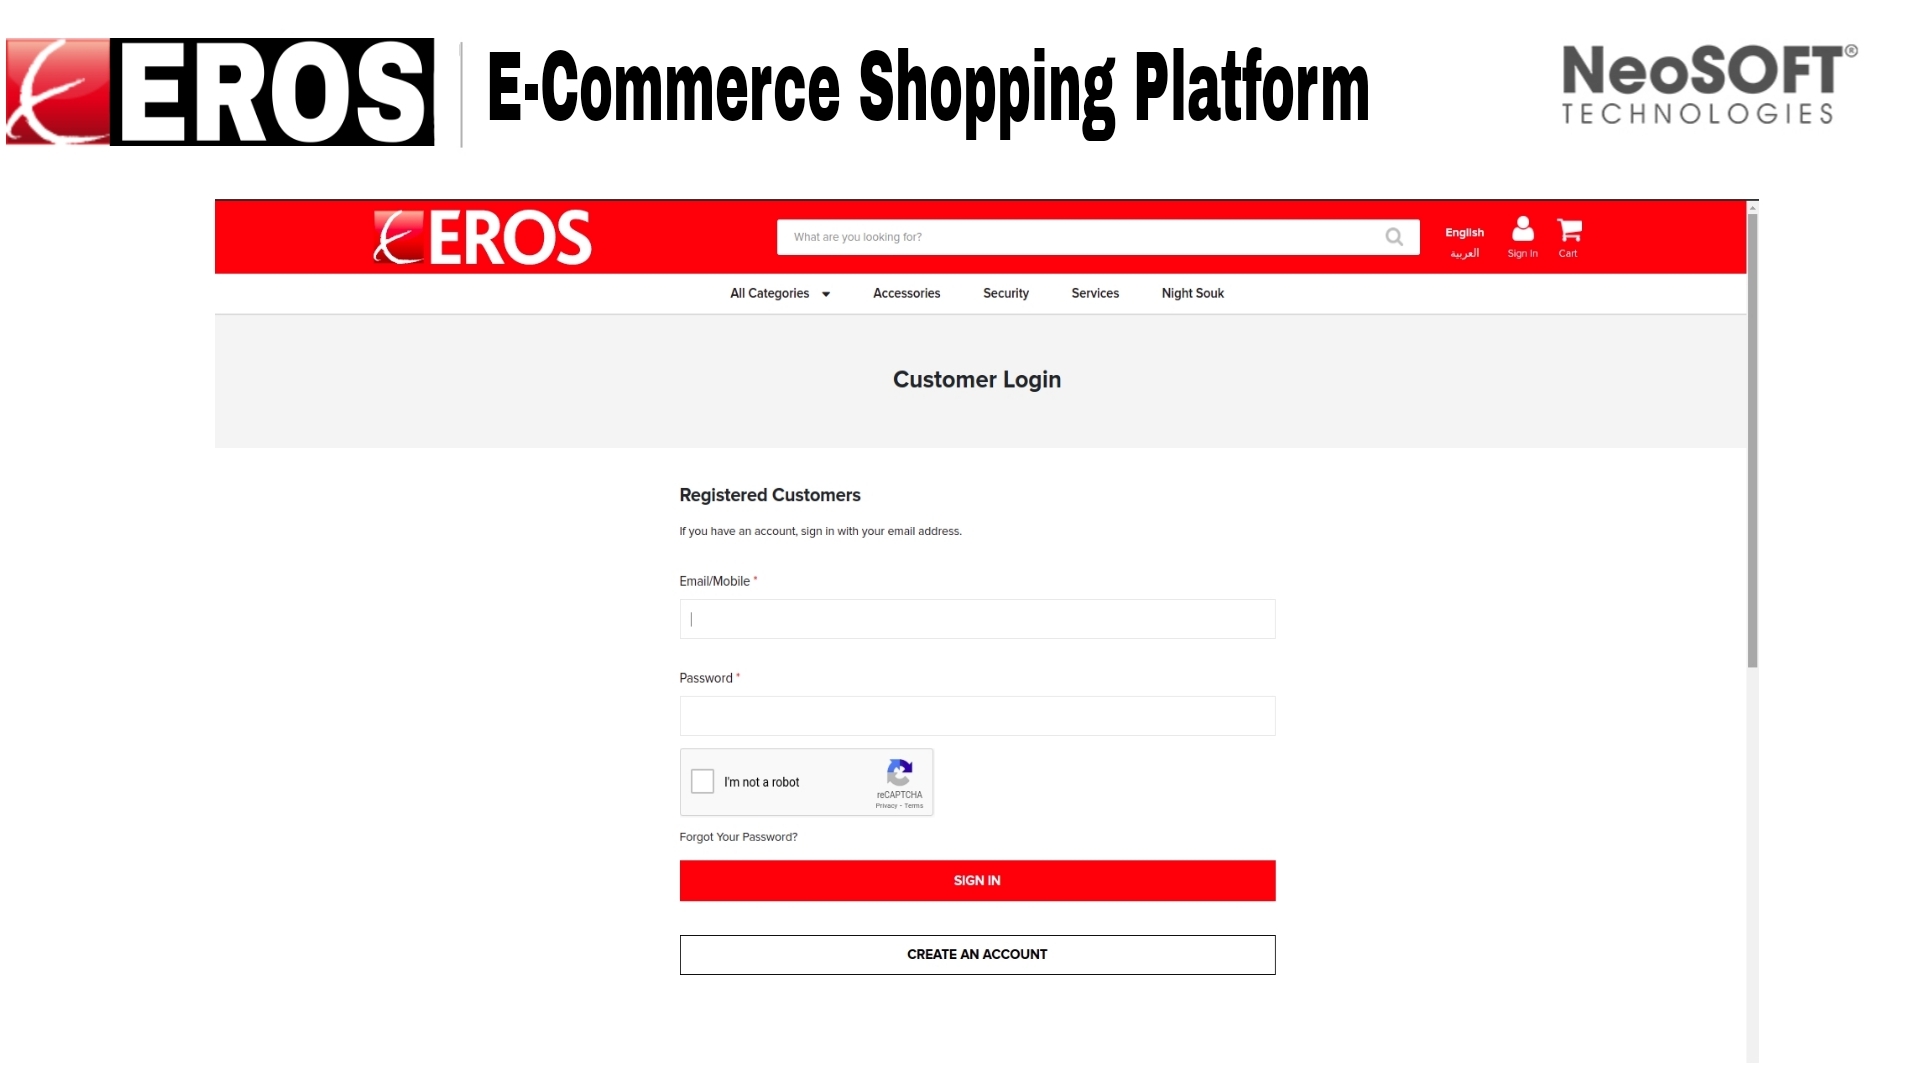 EROS
E-Commerce Shopping Platform
NeoSOFT®
TECHNOLOGIES
EROS
What are you looking for?
English
العربية
Sign In
Cart
All Categories
Accessories
Security
Services
Night Souk
Customer Login
Registered Customers
If you have an account, sign in with your email address.
Email/Mobile *
Password *
I'm not a robot
reCAPTCHA
Privacy - Terms
Forgot Your Password?
SIGN IN
CREATE AN ACCOUNT